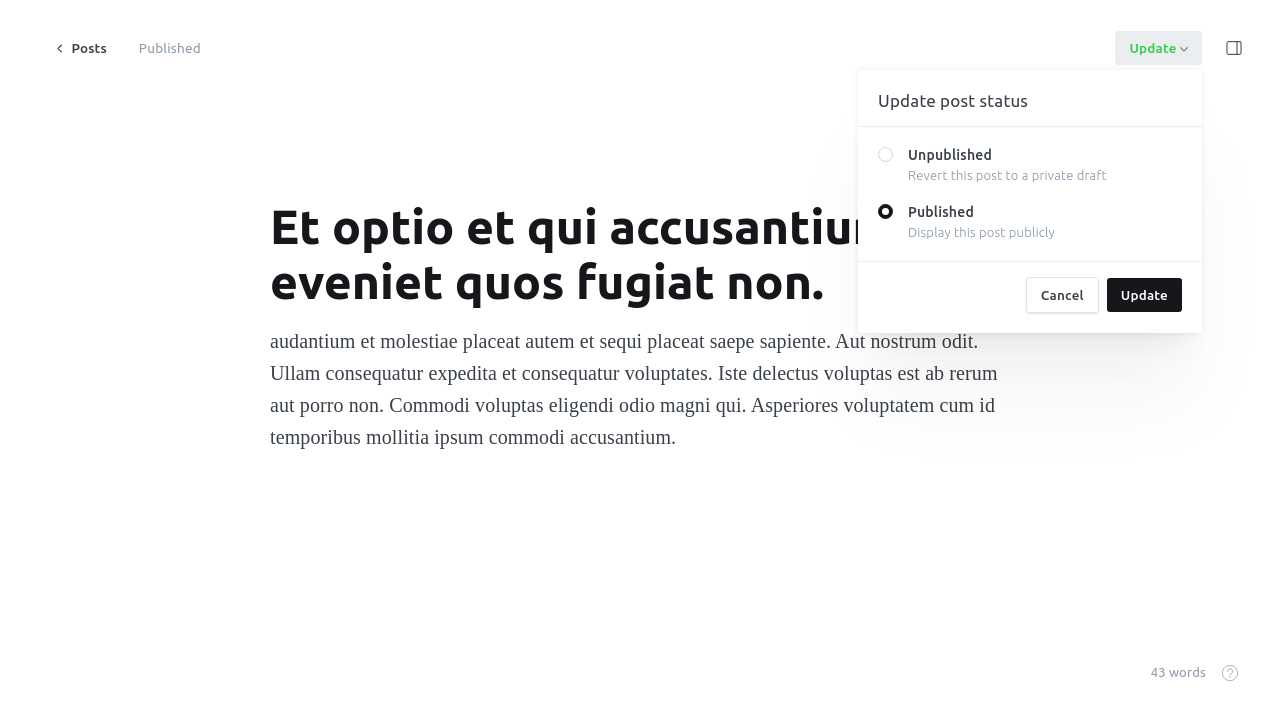 Posts
Published
Update
Update post status
Unpublished
Revert this post to a private draft
Published
Display this post publicly
Cancel
Update
Et optio et qui
eveniet quos fugiat non.
audantium et molestiae placeat autem et sequi placeat saepe sapiente. Aut nostrum odit.
Ullam consequatur expedita et consequatur voluptates. Iste delectus voluptas est ab rerum
aut porro non. Commodi voluptas eligendi odio magni qui. Asperiores voluptatem cum id
temporibus mollitia ipsum commodi accusantium.
43 words